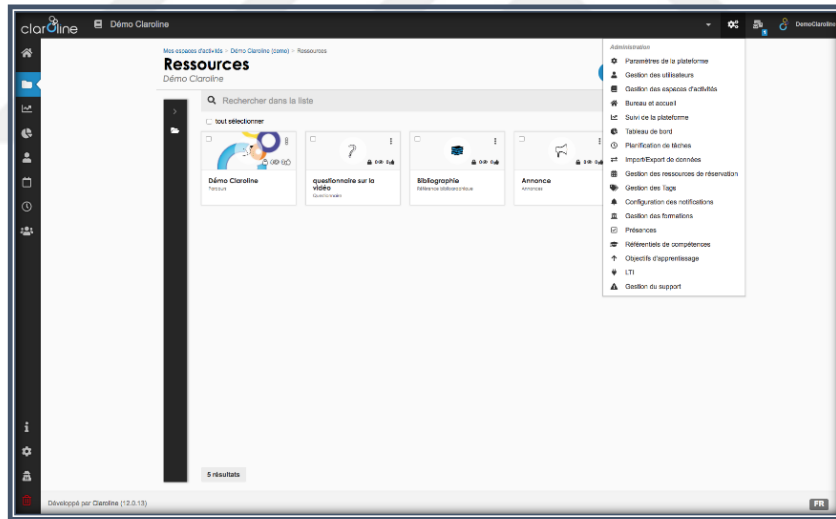 claroline
Démo Claroline
DemoClaroline
1
Mes espaces d'activités > Démo Claroline (demo) > Ressources
Ressources
Démo Claroline
Rechercher dans la liste
tout sélectionner
Démo Claroline
Parcours
questionnaire sur la vidéo
Questionnaire
Bibliographie
Annonce
Annonces
5 résultats
Administration
Paramètres de la plateforme
Gestion des utilisateurs
Gestion des espaces d'activités
Bureau et accueil
Suivi de la plateforme
Tableau de bord
Planification de tâches
Import/Export de données
Gestion des ressources de réservation
Gestion des Tags
Configuration des notifications
Gestion des formations
Présences
Référentiels de compétences
Objectifs d'apprentissage
LTI
Gestion du support
Développé par Claroline (12.0.13)
FR